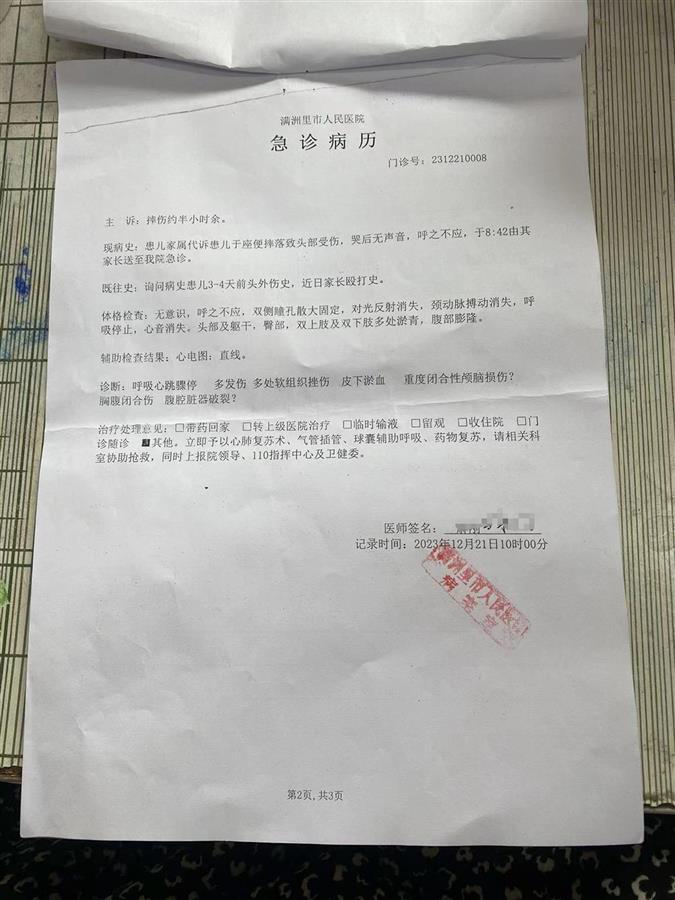 满洲里市人民医院
急诊病历
门诊号：2312210008
主 诉：摔伤约半小时余。
现病史：患儿家属代诉患儿于座便摔落致头部受伤，哭后无声音，呼之不应，于8:42由其
家长送至我院急诊。
既往史：询问病史患儿3-4天前头外伤史，近日家长殴打史。
体格检查：无意识，呼之不应，双侧瞳孔散大固定，对光反射消失，颈动脉搏动消失，呼
吸停止，心音消失。头部及躯干，臀部，双上肢及双下肢多处淤青，腹部膨隆。
辅助检查结果：心电图：直线。
诊断：呼吸心跳骤停 多发伤 多处软组织挫伤 皮下淤血 重度闭合性颅脑损伤？
胸腹闭合伤 腹腔脏器破裂？
治疗处理意见：□带药回家 □转上级医院治疗 □临时输液 □留观 □收住院 □门
诊随诊 ■其他。立即予以心肺复苏术、气管插管、球囊辅助呼吸、药物复苏，请相关科
室协助抢救，同时上报院领导、110指挥中心及卫健委。
医师签名：
记录时间：2023年12月21日10时00分
满洲里市人民医院
病案室
第2页,共3页